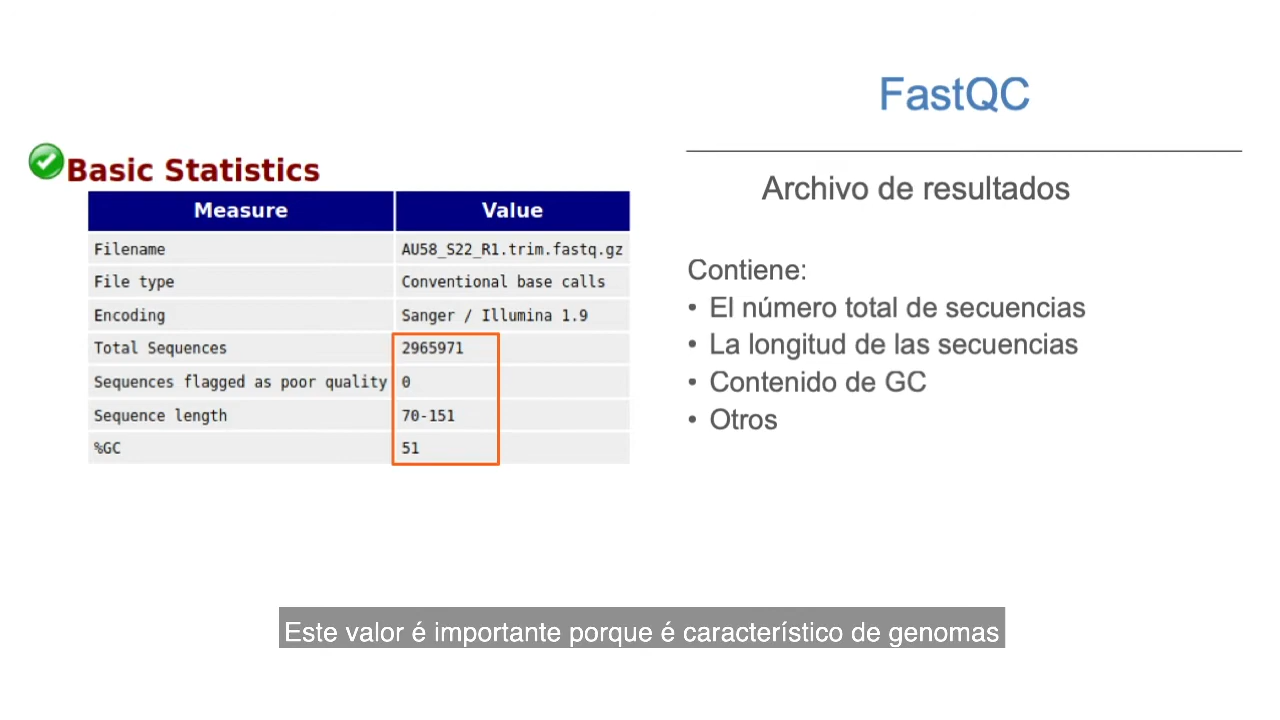 FastQC
Basic Statistics
Measure Value
Filename AU58_S22_R1.trim.fastq.gz
File type Conventional base calls
Encoding Sanger / Illumina 1.9
Total Sequences 2965971
Sequences flagged as poor quality 0
Sequence length 70-151
%GC 51
Archivo de resultados
Contiene:
• El número total de secuencias
• La longitud de las secuencias
• Contenido de GC
• Otros
Este valor é importante porque é característico de genomas